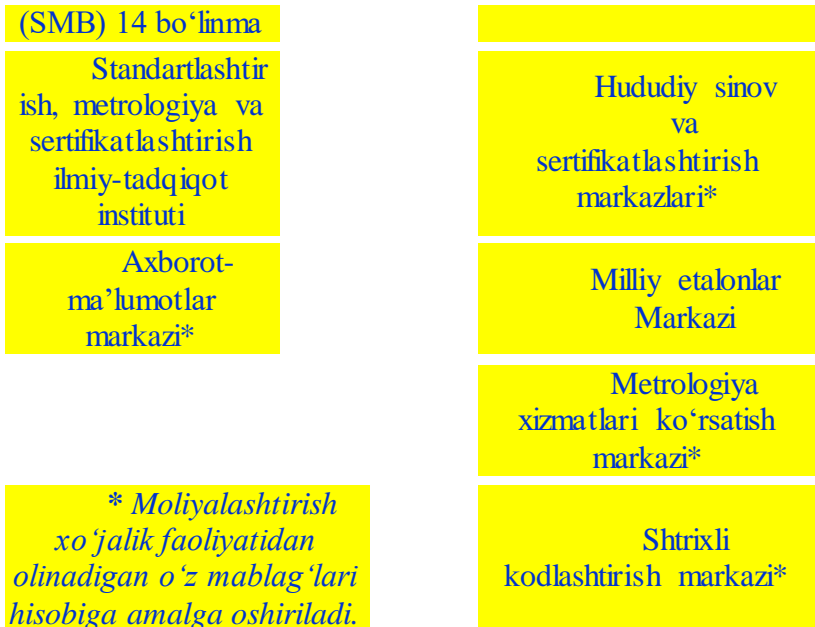 (SMB) 14 bo‘linma
Standartlashtir
ish, metrologiya va
sertifikatlashtirish
ilmiy-tadqiqot
instituti
Hududiy sinov
va
sertifikatlashtirish
markazlari*
Axborot-
ma’lumotlar
markazi*
Milliy etalonlar
Markazi
Metrologiya
xizmatlari ko‘rsatish
markazi*
* Moliyalashtirish
xo‘jalik faoliyatidan
olinadigan o‘z mablag‘lari
hisobiga amalga oshiriladi.
Shtrixli
kodlashtirish markazi*